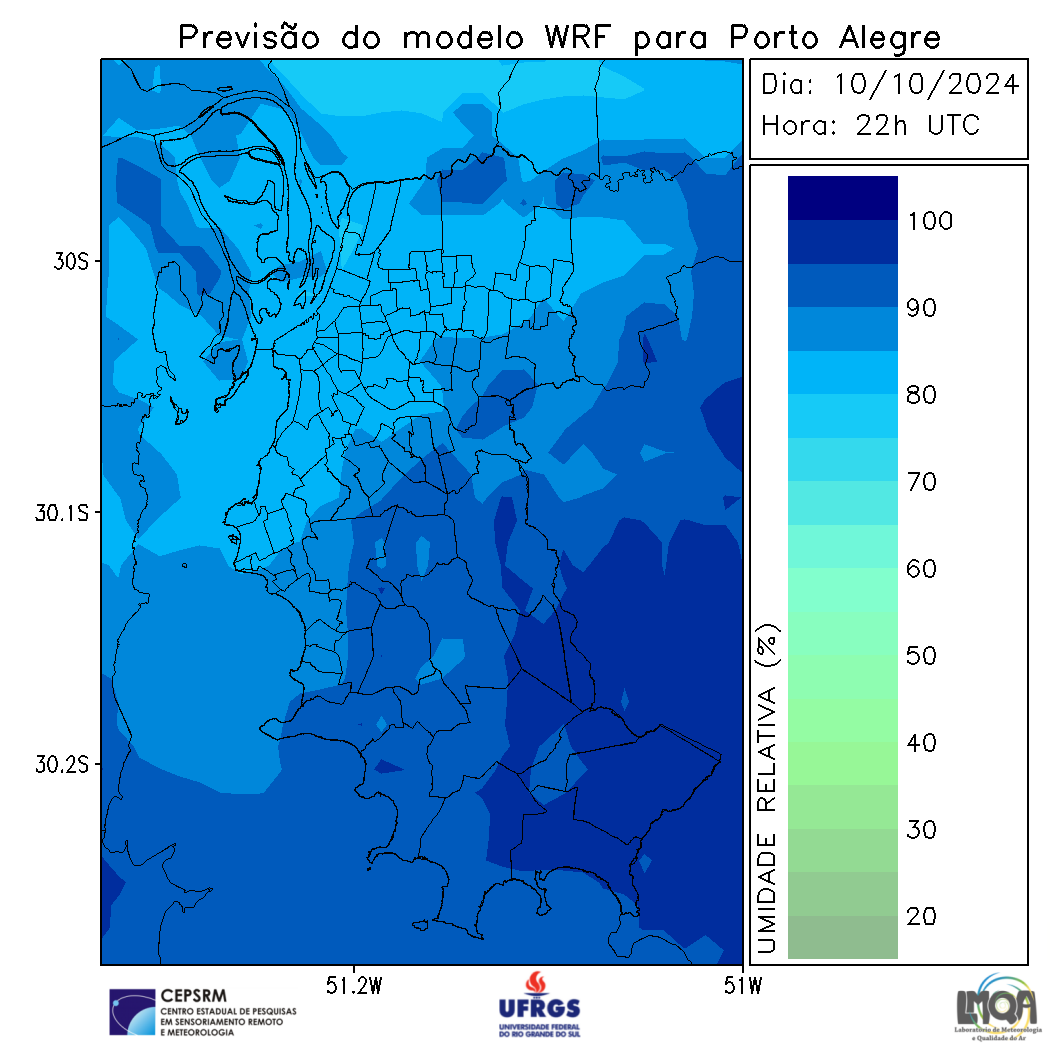 Previsão do modelo WRF para Porto Alegre
Dia: 10/10/2024
Hora: 22h UTC
30S
30.1S
30.2S
51.2W
51W
UMIDADE RELATIVA (%)
100
90
80
70
60
50
40
30
20
CEPSRM
CENTRO ESTADUAL DE PESQUISAS
EM SENSORIAMENTO REMOTO
E METEOROLOGIA
UFRGS
UNIVERSIDADE FEDERAL
DO RIO GRANDE DO SUL
LMQA
Laboratório de Meteorologia
e Qualidade do Ar